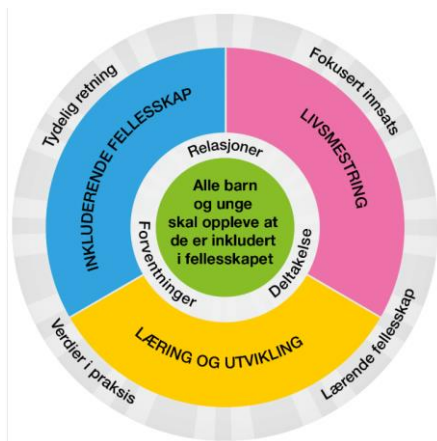 Tydelig retning
Fokusert innsats
INKLUDERENDE FELLESSKAP
LIVSMESTRING
Relasjoner
Alle barn
og unge
skal oppleve at
de er inkludert
i fellesskapet
Forventninger
Deltakelse
LÆRING OG UTVIKLING
Verdier i praksis
Lærende fellesskap